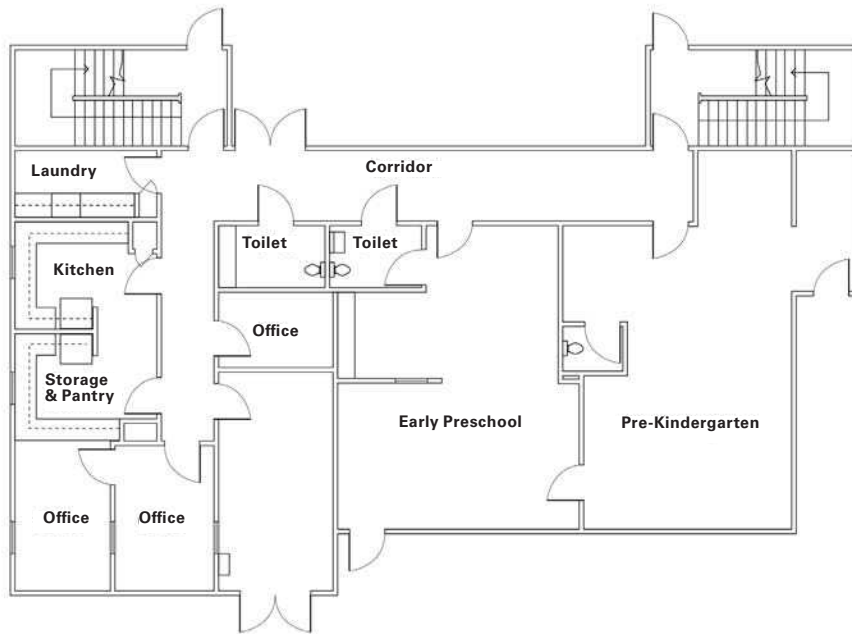 Laundry
Corridor
Toilet
Toilet
Kitchen
Office
Storage
& Pantry
Early Preschool
Pre-Kindergarten
Office
Office